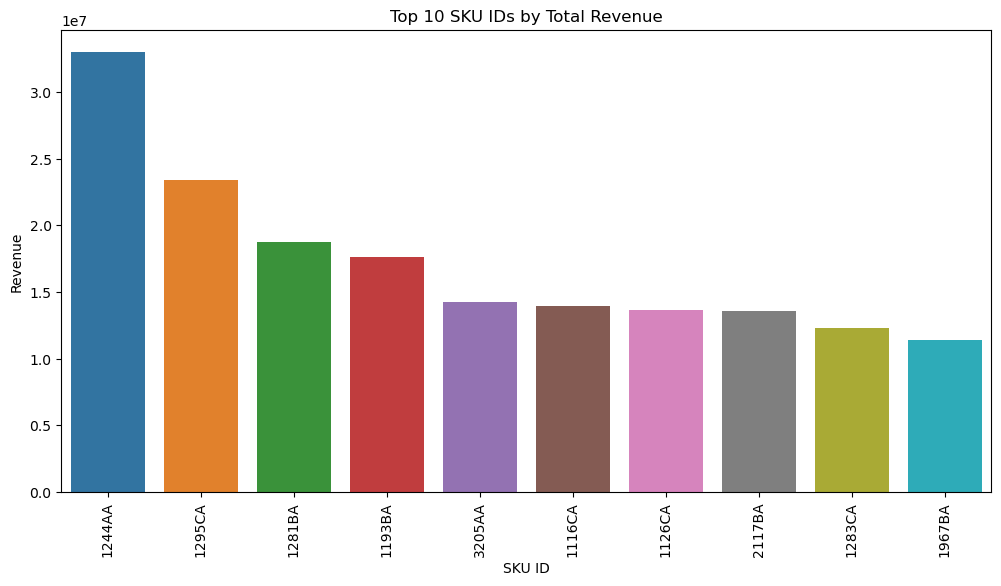 Top 10 SKU IDs by Total Revenue
1e7
3.0
2.5
2.0
1.5
1.0
0.5
0.0
Revenue
1244AA
1295CA
1281BA
1193BA
3205AA
1116CA
1126CA
2117BA
1283CA
1967BA
SKU ID